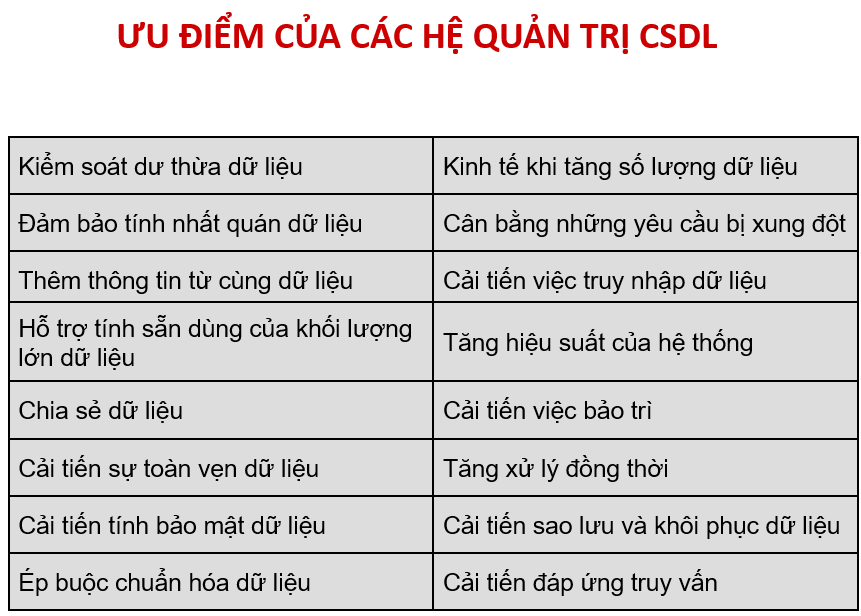 ƯU ĐIỂM CỦA CÁC HỆ QUẢN TRỊ CSDL
Kiểm soát dư thừa dữ liệu
Kinh tế khi tăng số lượng dữ liệu
Đảm bảo tính nhất quán dữ liệu
Cân bằng những yêu cầu bị xung đột
Thêm thông tin từ cùng dữ liệu
Cải tiến việc truy nhập dữ liệu
Hỗ trợ tính sẵn dùng của khối lượng
lớn dữ liệu
Tăng hiệu suất của hệ thống
Chia sẻ dữ liệu
Cải tiến việc bảo trì
Cải tiến sự toàn vẹn dữ liệu
Tăng xử lý đồng thời
Cải tiến tính bảo mật dữ liệu
Cải tiến sao lưu và khôi phục dữ liệu
Ép buộc chuẩn hóa dữ liệu
Cải tiến đáp ứng truy vấn